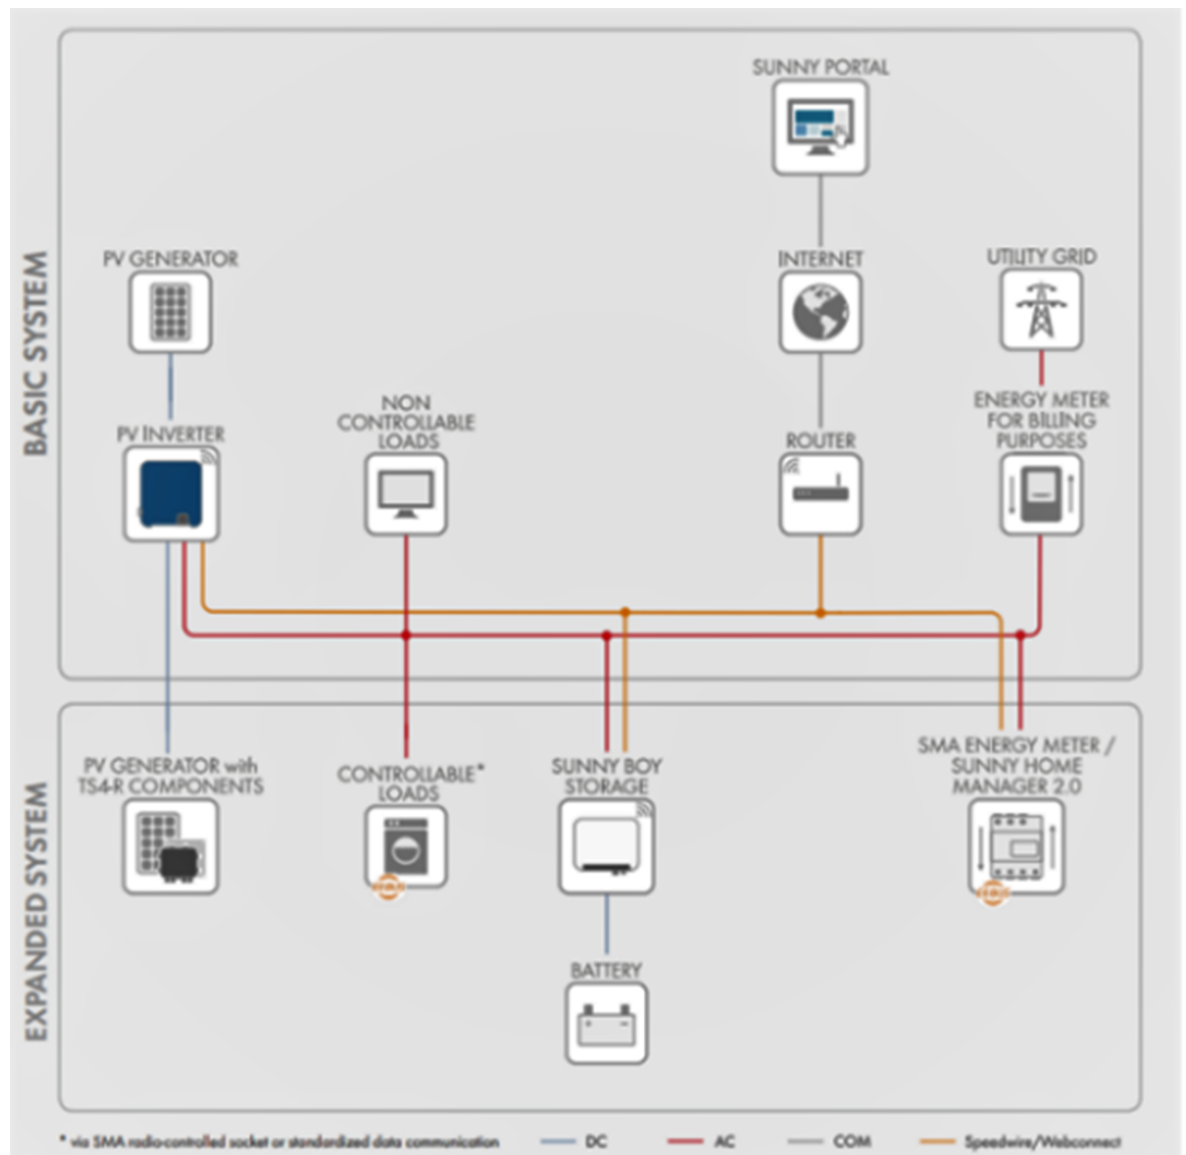 BASIC SYSTEM
SUNNY PORTAL
PV GENERATOR
INTERNET
UTILITY GRID
PV INVERTER
NON
CONTROLLABLE
LOADS
ROUTER
ENERGY METER
FOR BILLING
PURPOSES
EXPANDED SYSTEM
PV GENERATOR with
TS4-R COMPONENTS
CONTROLLABLE*
LOADS
SUNNY BOY
STORAGE
SMA ENERGY METER /
SUNNY HOME
MANAGER 2.0
BATTERY
* via SMA radio-controlled socket or standardized data communication
DC
AC
COM
Speedwire/Webconnect